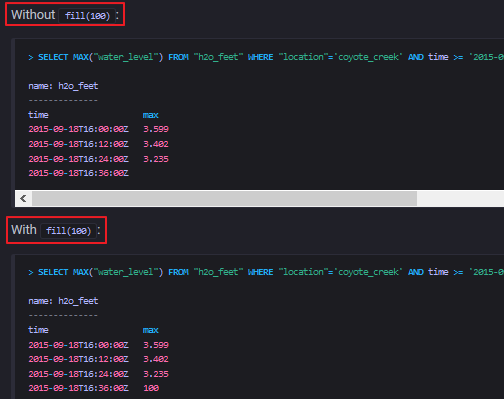 Without fill(100) :
> SELECT MAX("water_level") FROM "h2o_feet" WHERE "location"='coyote_creek' AND time >= '2015-09
name: h2o_feet
--------------
time max
2015-09-18T16:00:00Z 3.599
2015-09-18T16:12:00Z 3.402
2015-09-18T16:24:00Z 3.235
2015-09-18T16:36:00Z
With fill(100) :
> SELECT MAX("water_level") FROM "h2o_feet" WHERE "location"='coyote_creek' AND time >= '2015-09
name: h2o_feet
--------------
time max
2015-09-18T16:00:00Z 3.599
2015-09-18T16:12:00Z 3.402
2015-09-18T16:24:00Z 3.235
2015-09-18T16:36:00Z 100